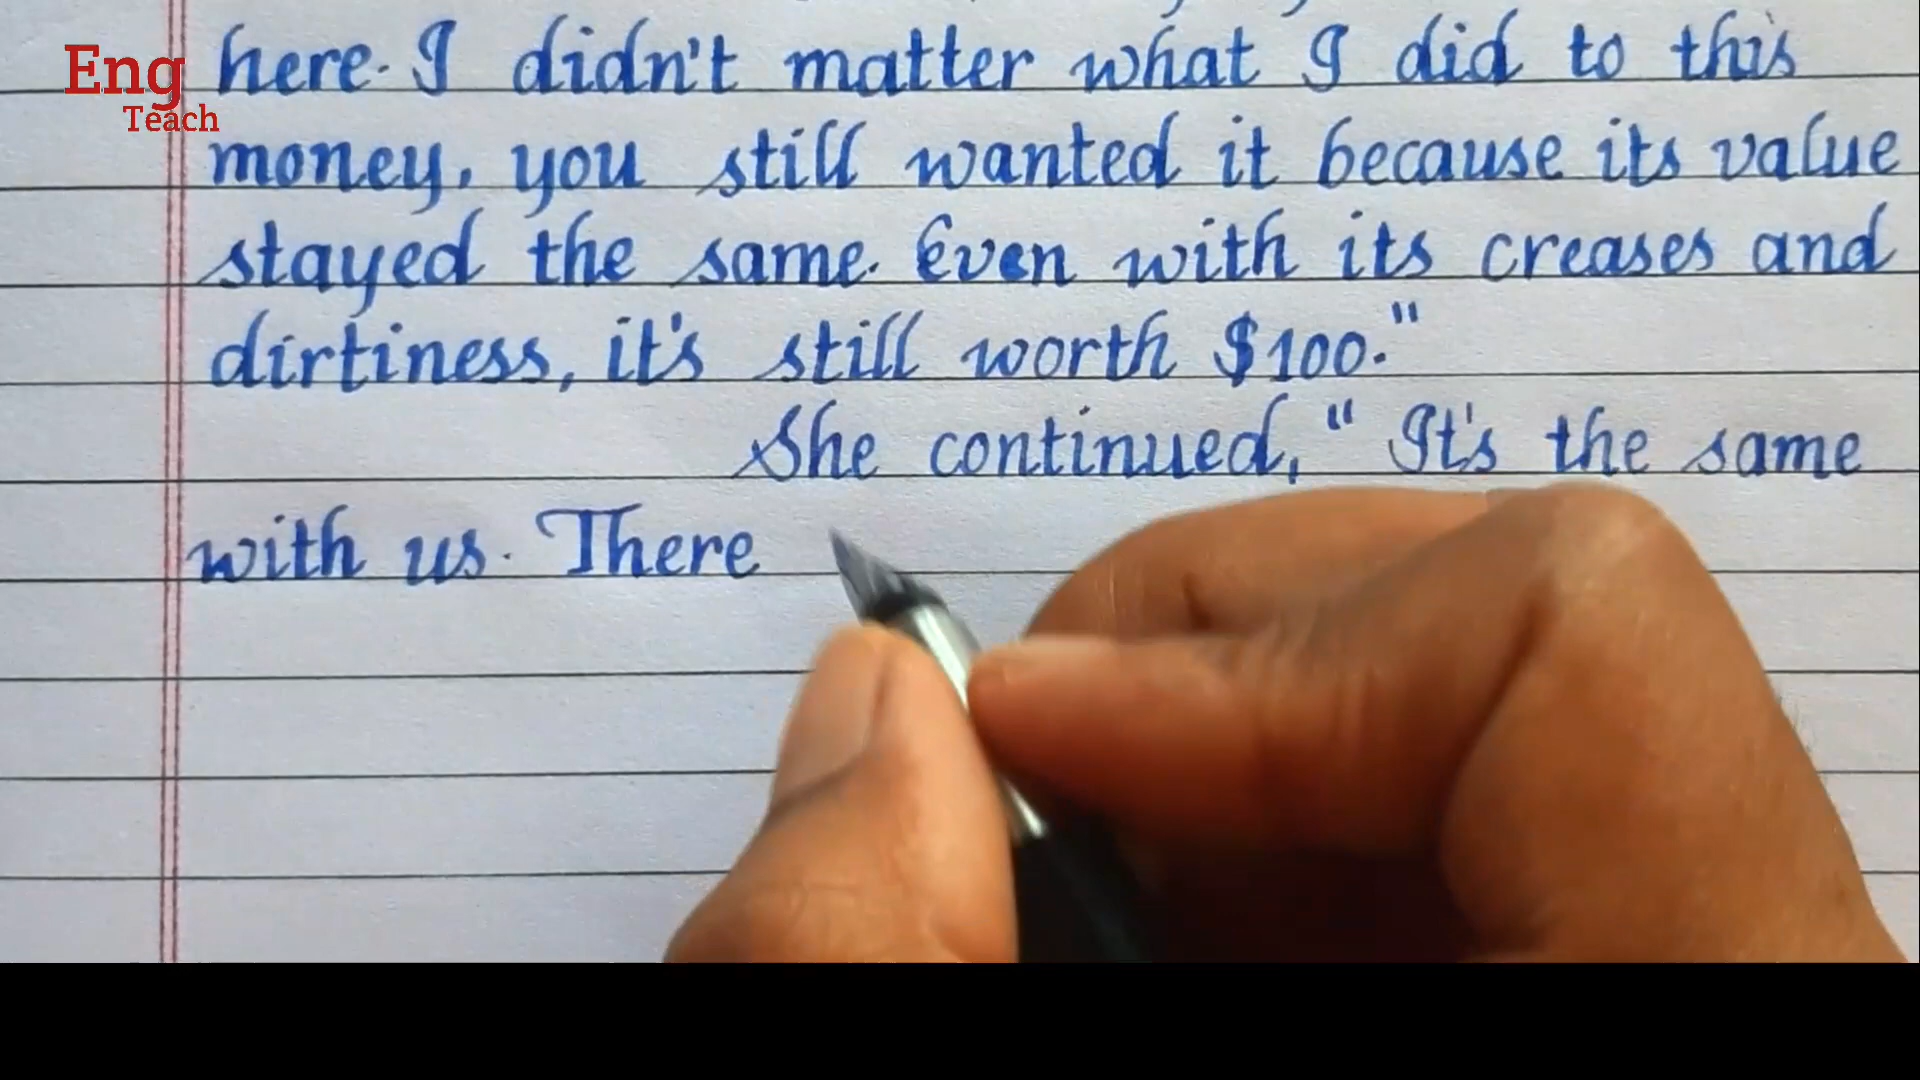 Eng
Teach
here. I didn't matter what I did to this
money, you still wanted it because its value
stayed the same. Even with its creases and
dirtiness, it's still worth $100."
She continued, " It's the same
with us. There